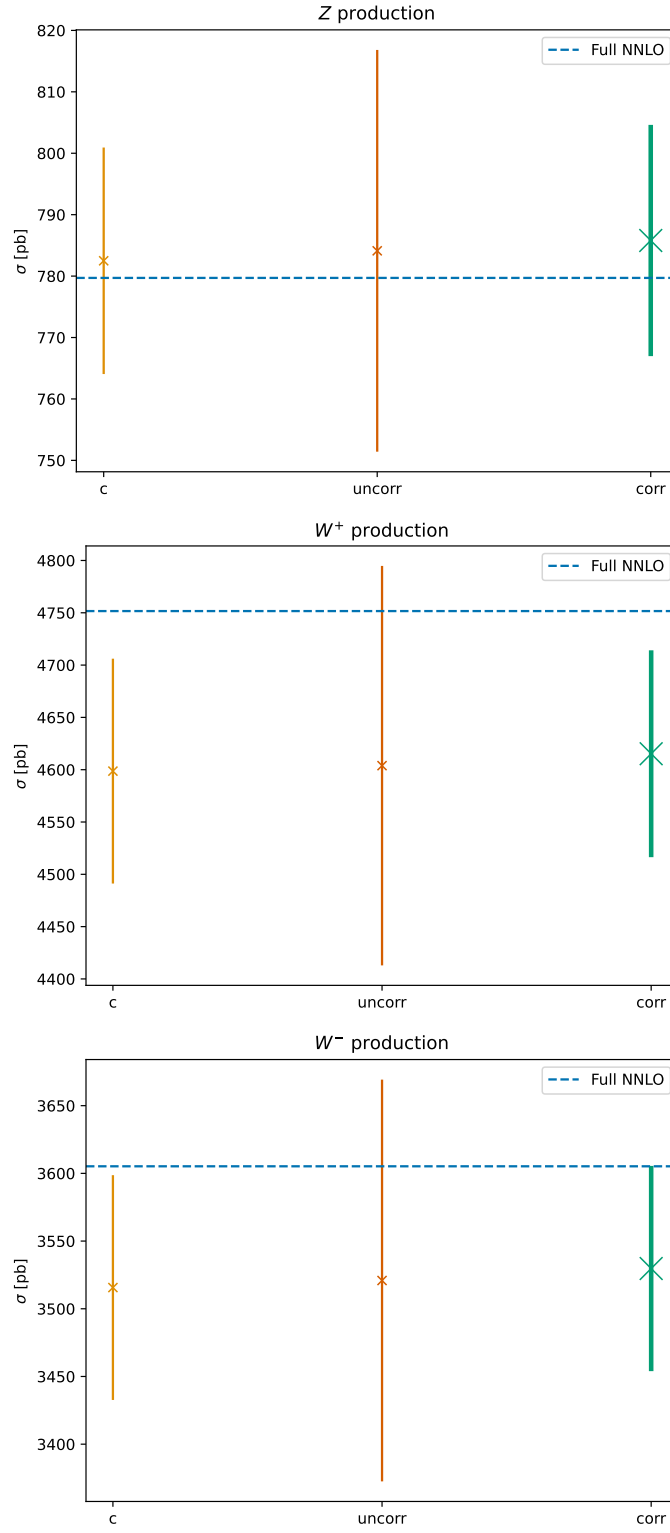 Z production
820
Full NNLO
810
800
790
σ [pb]
780
770
760
750
c uncorr corr
W⁺ production
4800
Full NNLO
4750
4700
4650
σ [pb]
4600
4550
4500
4450
4400
c uncorr corr
W⁻ production
Full NNLO
3650
3600
3550
σ [pb]
3500
3450
3400
c uncorr corr